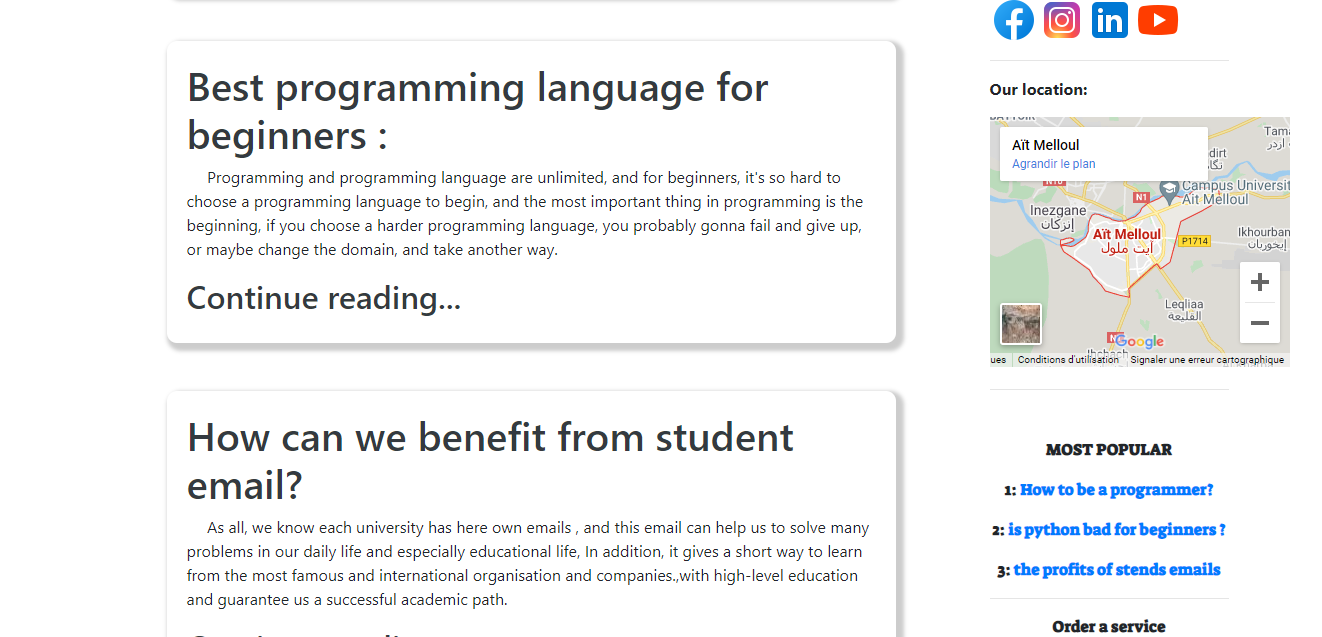 Best programming language for
beginners :
Programming and programming language are unlimited, and for beginners, it's so hard to
choose a programming language to begin, and the most important thing in programming is the
beginning, if you choose a harder programming language, you probably gonna fail and give up,
or maybe change the domain, and take another way.
Continue reading...
How can we benefit from student
email?
As all, we know each university has here own emails , and this email can help us to solve many
problems in our daily life and especially educational life, In addition, it gives a short way to learn
from the most famous and international organisation and companies.,with high-level education
and guarantee us a successful academic path.
in
Our location:
Aït Melloul
Agrandir le plan
N1
Campus Universit
Aït Melloul
Inezgane
إنزكان
Aït Melloul
آيت ملول
P1714
Ikhourban
إيخوربان
Leqliaa
القليعة
Google
ues
Conditions d'utilisation
Signaler une erreur cartographique
MOST POPULAR
1: How to be a programmer?
2: is python bad for beginners ?
3: the profits of stends emails
Order a service